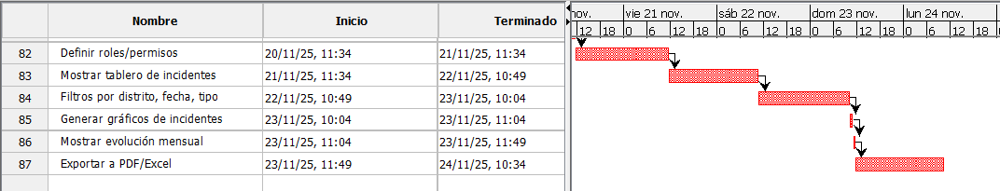 Nombre Inicio Terminado
nov. vie 21 nov. sáb 22 nov. dom 23 nov. lun 24 nov.
12 18 0 6 12 18 0 6 12 18 0 6 12 18 0 6 12 18
82 Definir roles/permisos 20/11/25, 11:34 21/11/25, 11:34
83 Mostrar tablero de incidentes 21/11/25, 11:34 22/11/25, 10:49
84 Filtros por distrito, fecha, tipo 22/11/25, 10:49 23/11/25, 10:04
85 Generar gráficos de incidentes 23/11/25, 10:04 23/11/25, 11:04
86 Mostrar evolución mensual 23/11/25, 11:04 23/11/25, 11:49
87 Exportar a PDF/Excel 23/11/25, 11:49 24/11/25, 10:34